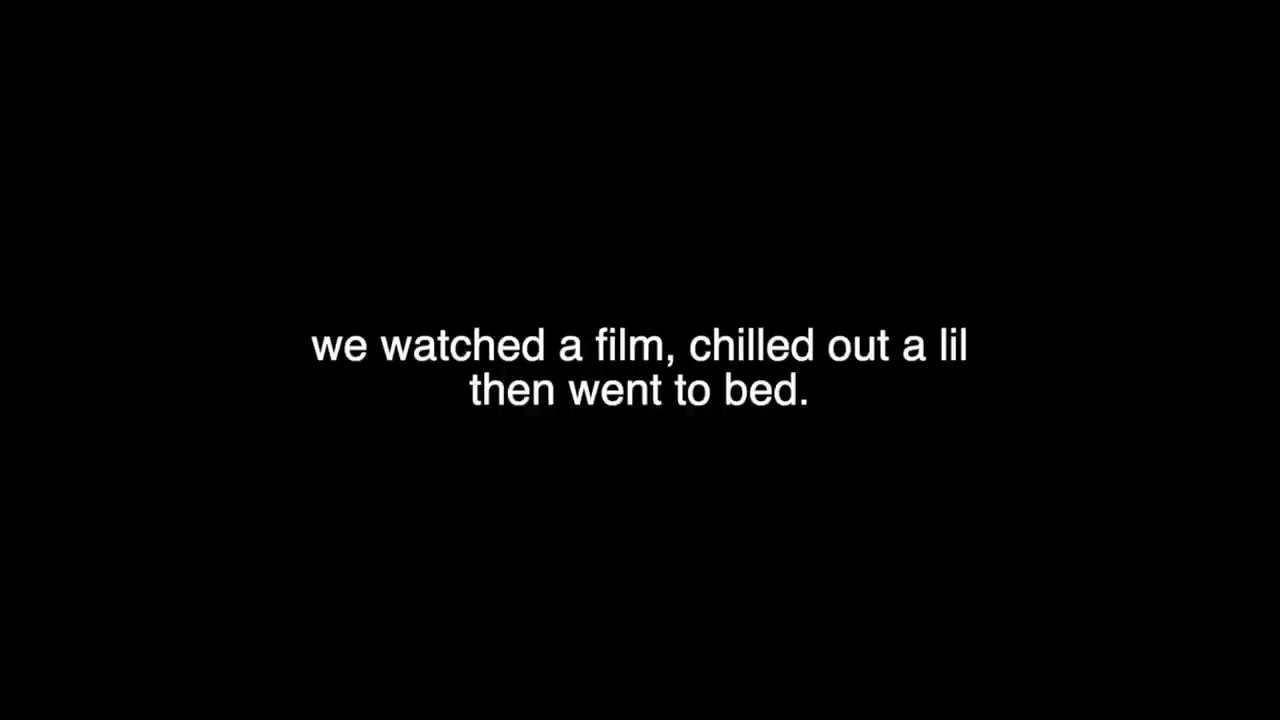 we watched a film, chilled out a lil
then went to bed.